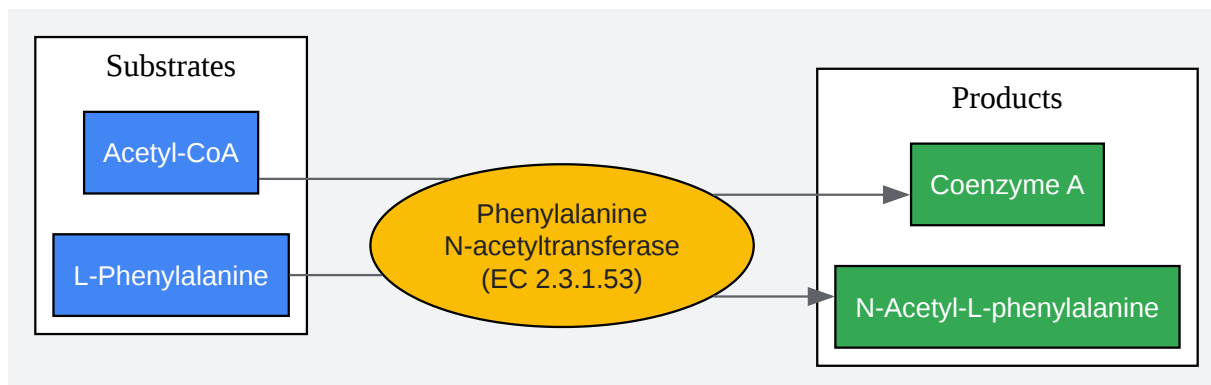 Substrates
Acetyl-CoA
L-Phenylalanine
Phenylalanine
N-acetyltransferase
(EC 2.3.1.53)
Products
Coenzyme A
N-Acetyl-L-phenylalanine